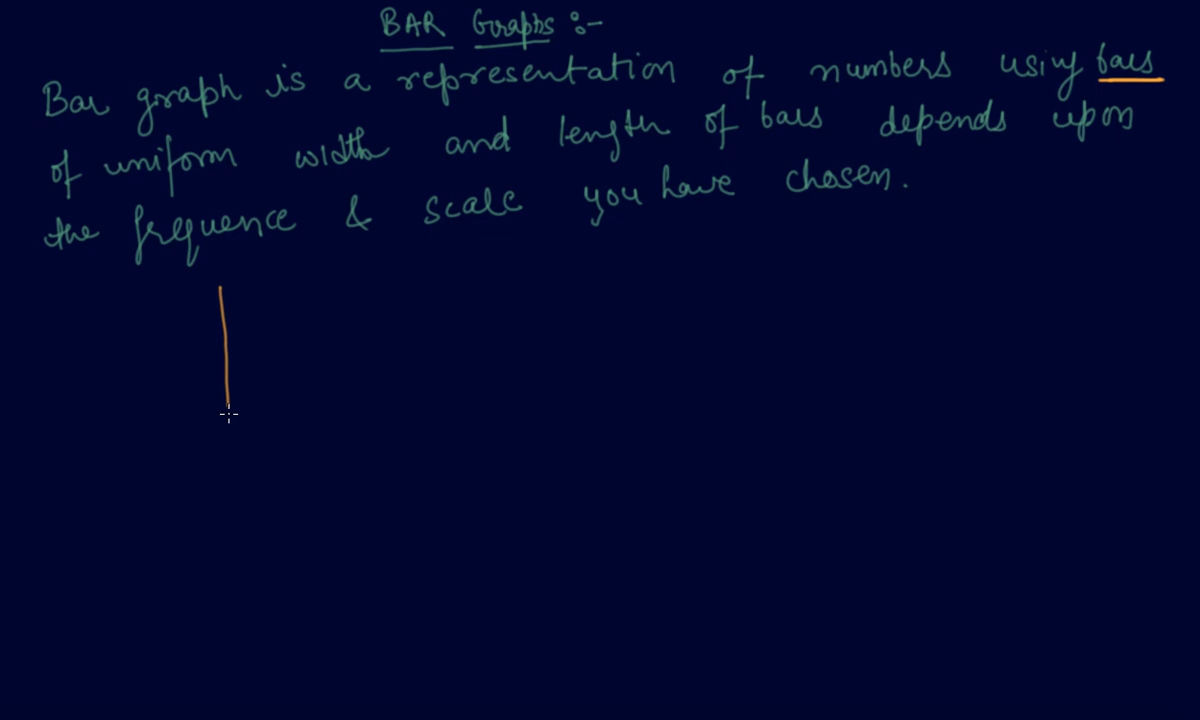 BAR Graphs :-
Bar graph is a representation of numbers using bars
of uniform width and length of bars depends upon
the frequence & scale you have chosen.